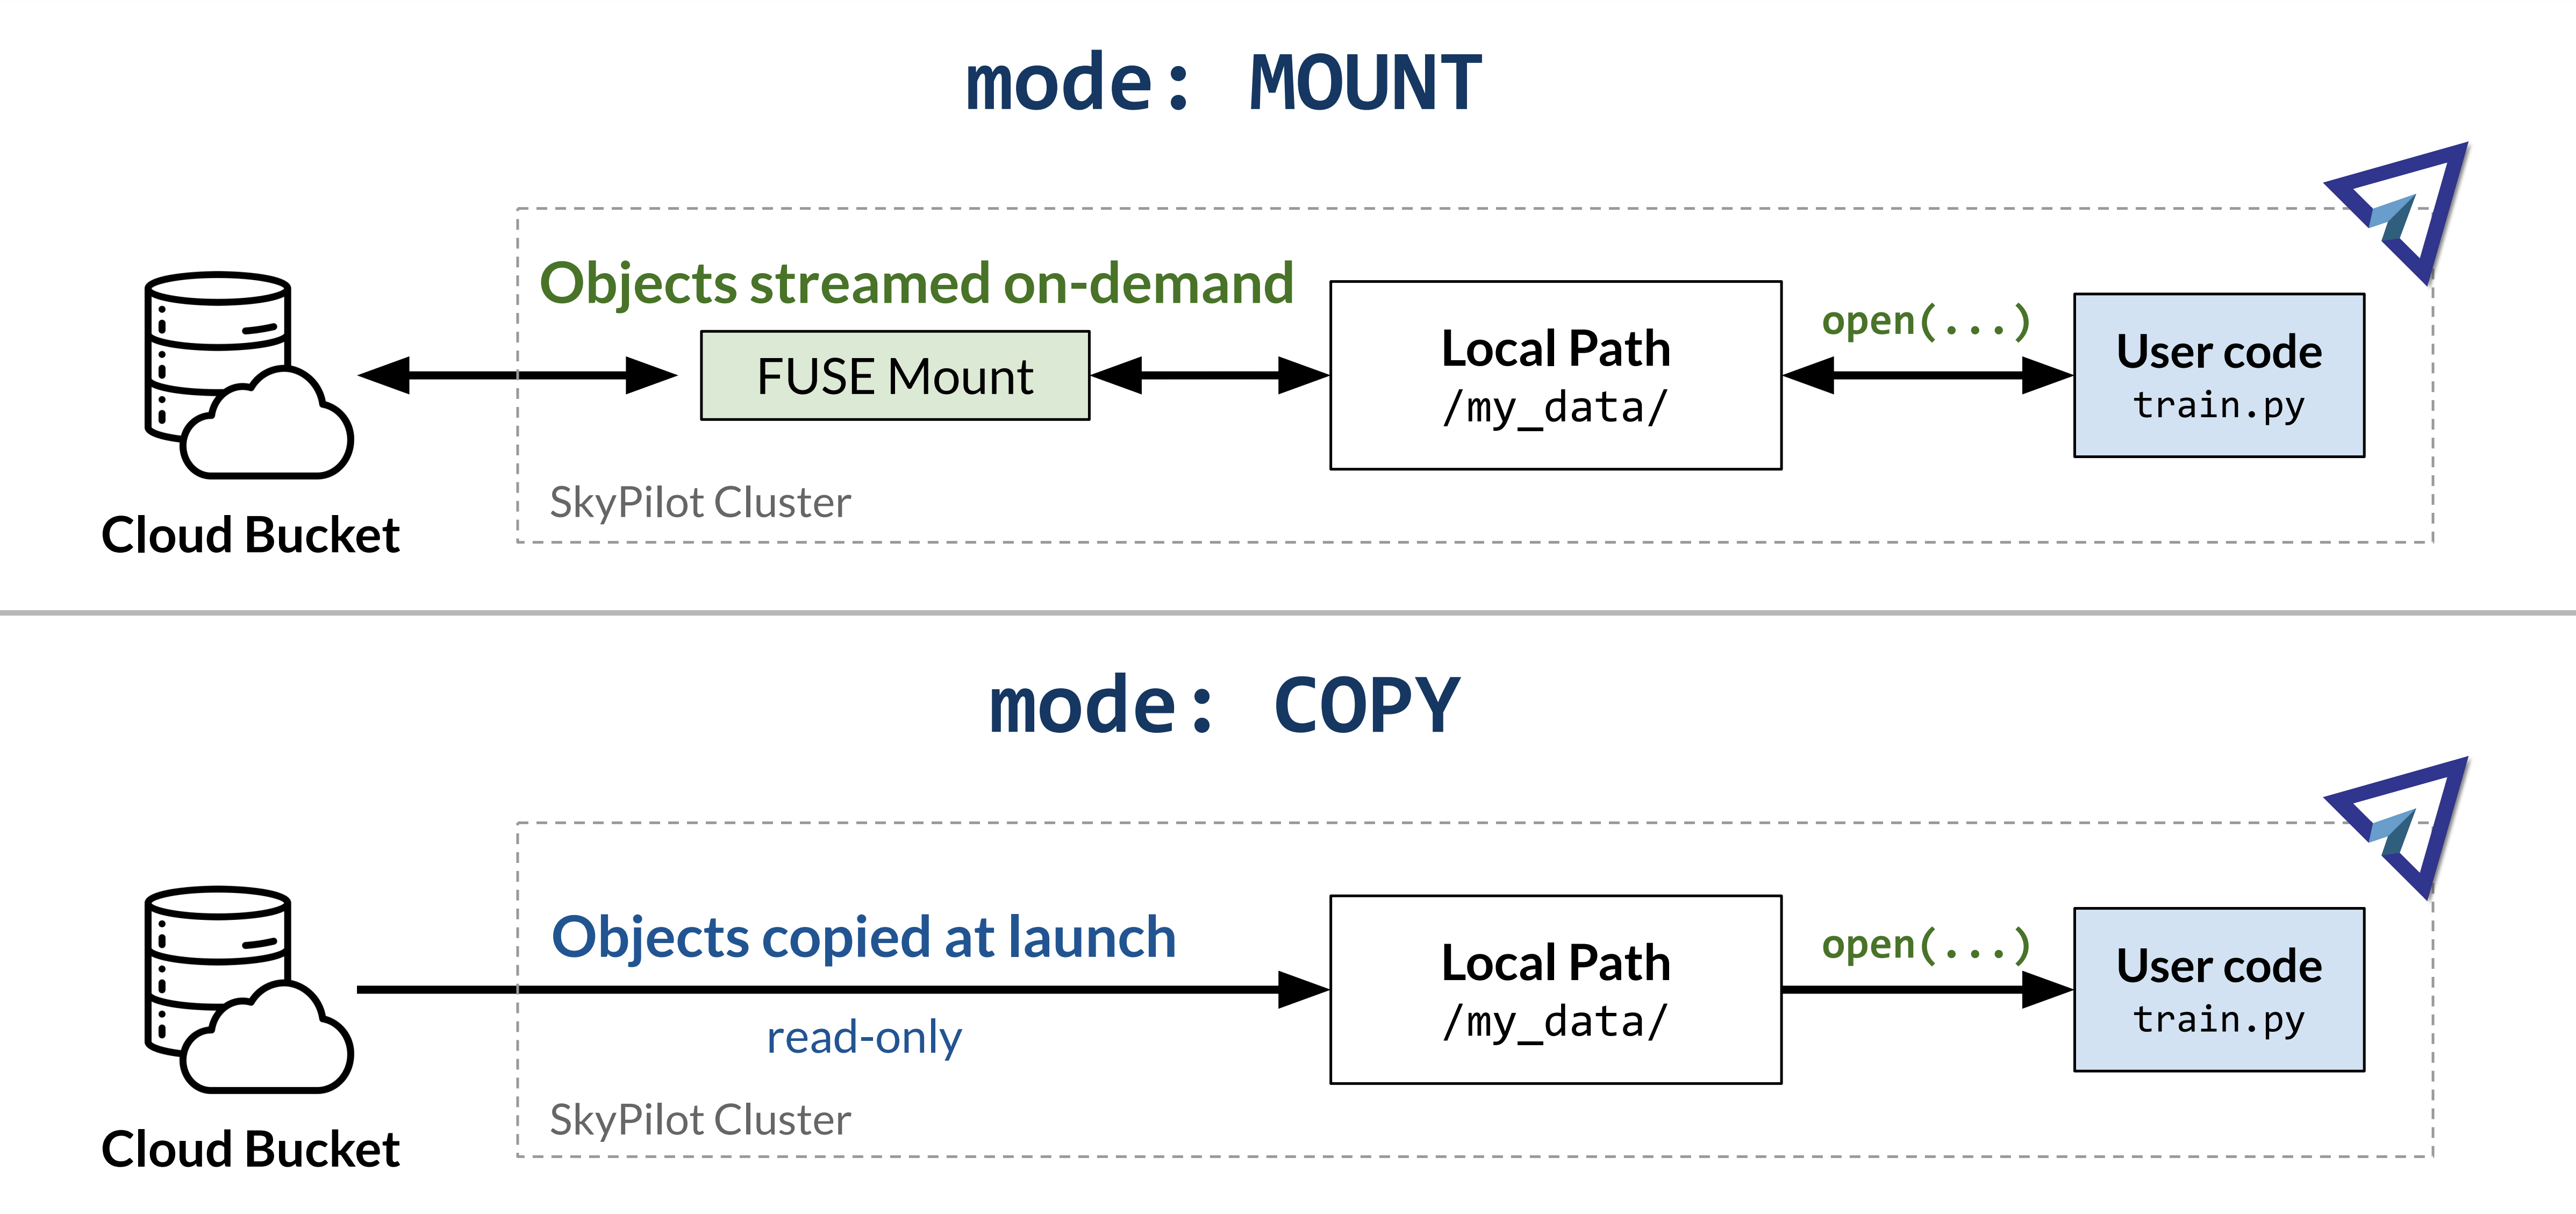 mode: MOUNT
Objects streamed on-demand
FUSE Mount
Local Path
/my_data/
open(...)
User code
train.py
SkyPilot Cluster
Cloud Bucket
mode: COPY
Objects copied at launch
read-only
Local Path
/my_data/
open(...)
User code
train.py
SkyPilot Cluster
Cloud Bucket